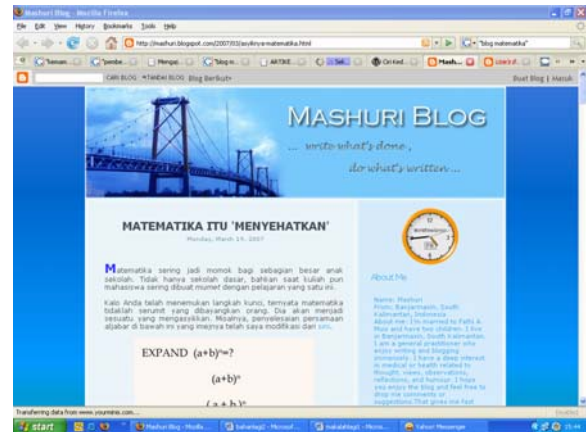 Mashuri Blog - Mozilla Firefox
File Edit View History Bookmarks Tools Help
http://mashuri.blogspot.com/2007/03/asyiknya-matematika.html
"blog matematika"
CARI BLOG TANDAI BLOG Blog Berikut»
Buat Blog | Masuk
MASHURI BLOG
... write what's done ,
do what's written ...
MATEMATIKA ITU 'MENYEHATKAN'
Monday, March 19, 2007
Matematika sering jadi momok bagi sebagian besar anak
sekolah. Tidak hanya sekolah dasar, bahkan saat kuliah pun
mahasiswa sering dibuat mumet dengan pelajaran yang satu ini.
Kalo Anda telah menemukan langkah kunci, ternyata matematika
tidaklah serumit yang dibayangkan orang. Dia akan menjadi
sesuatu yang mengasyikkan. Misalnya, penyelesaian persamaan
aljabar di bawah ini yang imejnya telah saya modifikasi dari sini.
EXPAND (a+b)ⁿ=?
(a+b)ⁿ
( a + b )ⁿ
About Me
Name: Mashuri
From: Banjarmasin, South
Kalimantan, Indonesia
About me: I'm married to Fathi &
Muis and have two children. I live
in Banjarmasin, South Kalimantan.
I am a general practitioner who
enjoys writing and blogging
immensely. I have a deep interest
in medical or health related to
thought, views, observations,
reflections, and humour. I hope
you enjoy the blog and feel free to
drop me comments or
suggestions. That gives me fast
Transferring data from www.yourminis.com...
start
Mashuri Blog - Mozilla...
Yahoo! Messenger
15:44